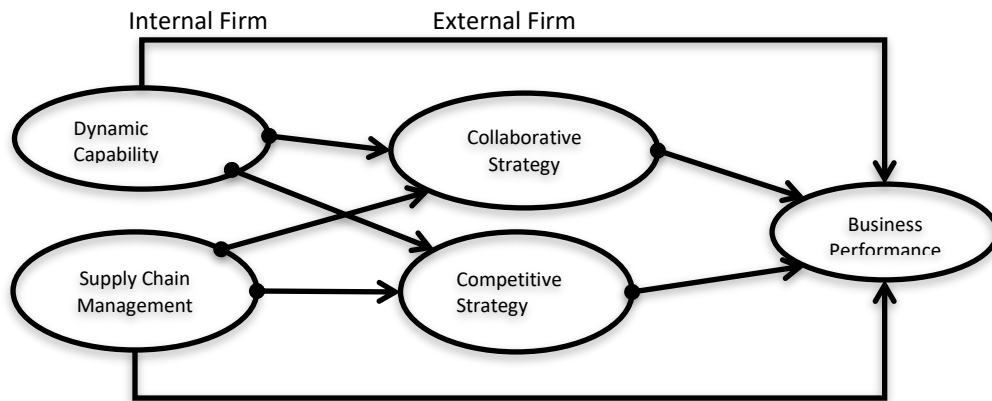 Internal Firm
External Firm
Dynamic
Capability
Collaborative
Strategy
Business
Performance
Supply Chain
Management
Competitive
Strategy